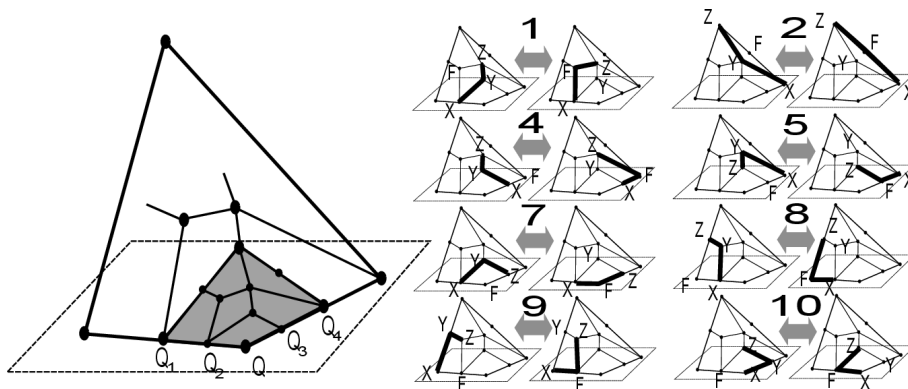 1 2
Z F Y X Z F Y X Z F Y X Z F X
4 5
Z Y X Z F X Y Z X Y Z F X
7 8
Y X Z X F Z Z Y F X Z Y F X
9 10
Y Z X F Y Z X F Z Y F X Z Y F X
Q₁ Q₂ Q Q₃ Q₄